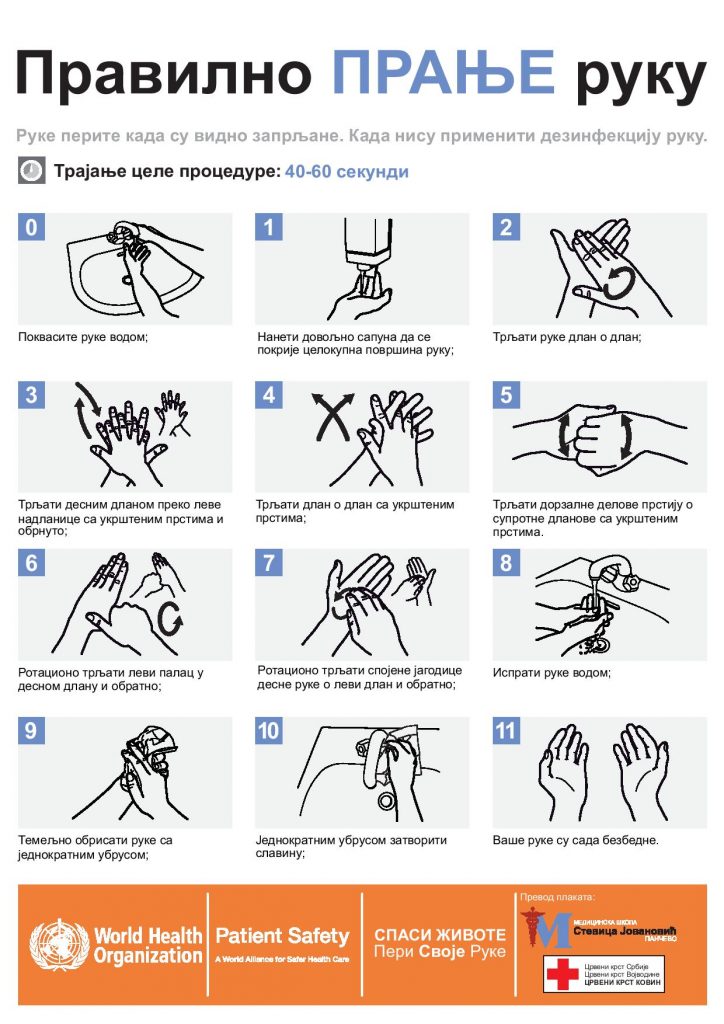 Правилно ПРАЊЕ руку
Руке перите када су видно запрљане. Када нису применити дезинфекцију руку.
Трајање целе процедуре: 40-60 секунди
0
Поквасите руке водом;
1
Нанети довољно сапуна да се
покрије целокупна површина руку;
2
Трљати руке длан о длан;
3
Трљати десним дланом преко леве
надланице са укрштеним прстима и
обрнуто;
4
Трљати длан о длан са укрштеним
прстима;
5
Трљати дорзалне делове прстију о
супротне дланове са укрштеним
прстима.
6
Ротационо трљати леви палац у
десном длану и обратно;
7
Ротационо трљати спојене јагодице
десне руке о леви длан и обратно;
8
Испрати руке водом;
9
Темељно обрисати руке са
једнократним убрусом;
10
Једнократним убрусом затворити
славину;
11
Ваше руке су сада безбедне.
World Health
Organization
Patient Safety
A World Alliance for Safer Health Care
СПАСИ ЖИВОТЕ
Пери Своје Руке
Превод плаката:
М
МЕДИЦИНСКА ШКОЛА
Стевица Јовановић
ПАНЧЕВО
Црвени крст Србије
Црвени крст Војводине
ЦРВЕНИ КРСТ КОВИН